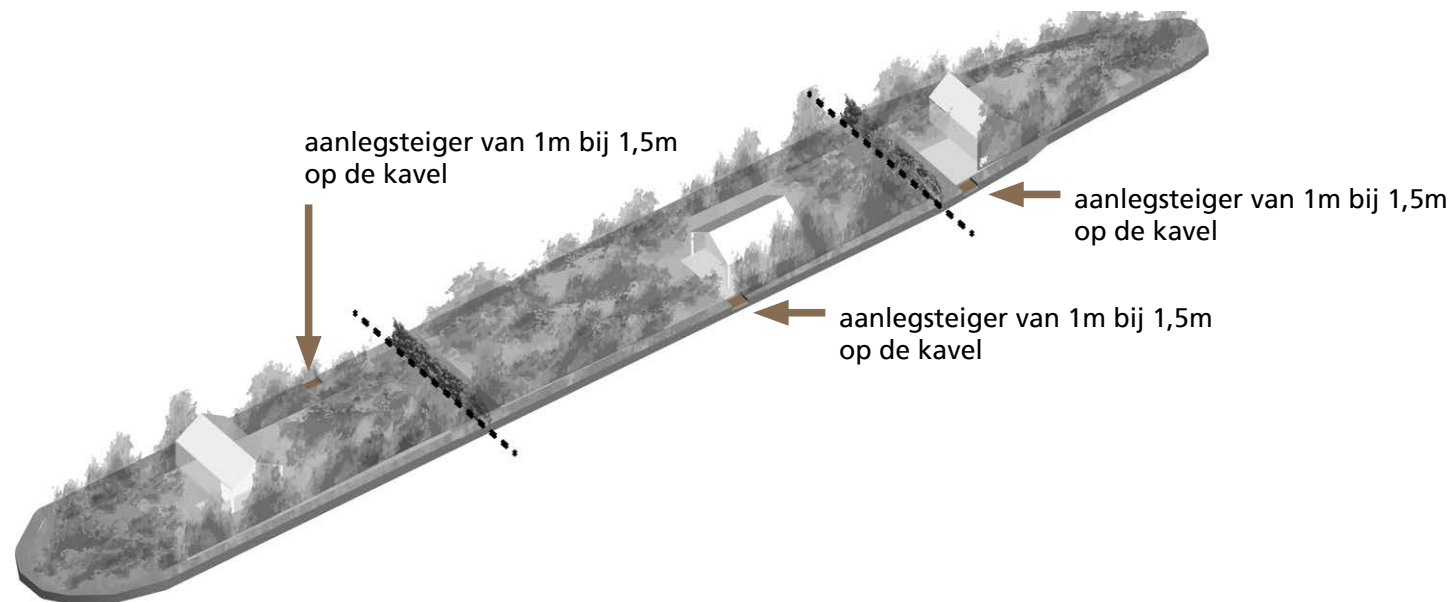 aanlegsteiger van 1m bij 1,5m
op de kavel
aanlegsteiger van 1m bij 1,5m
op de kavel
aanlegsteiger van 1m bij 1,5m
op de kavel